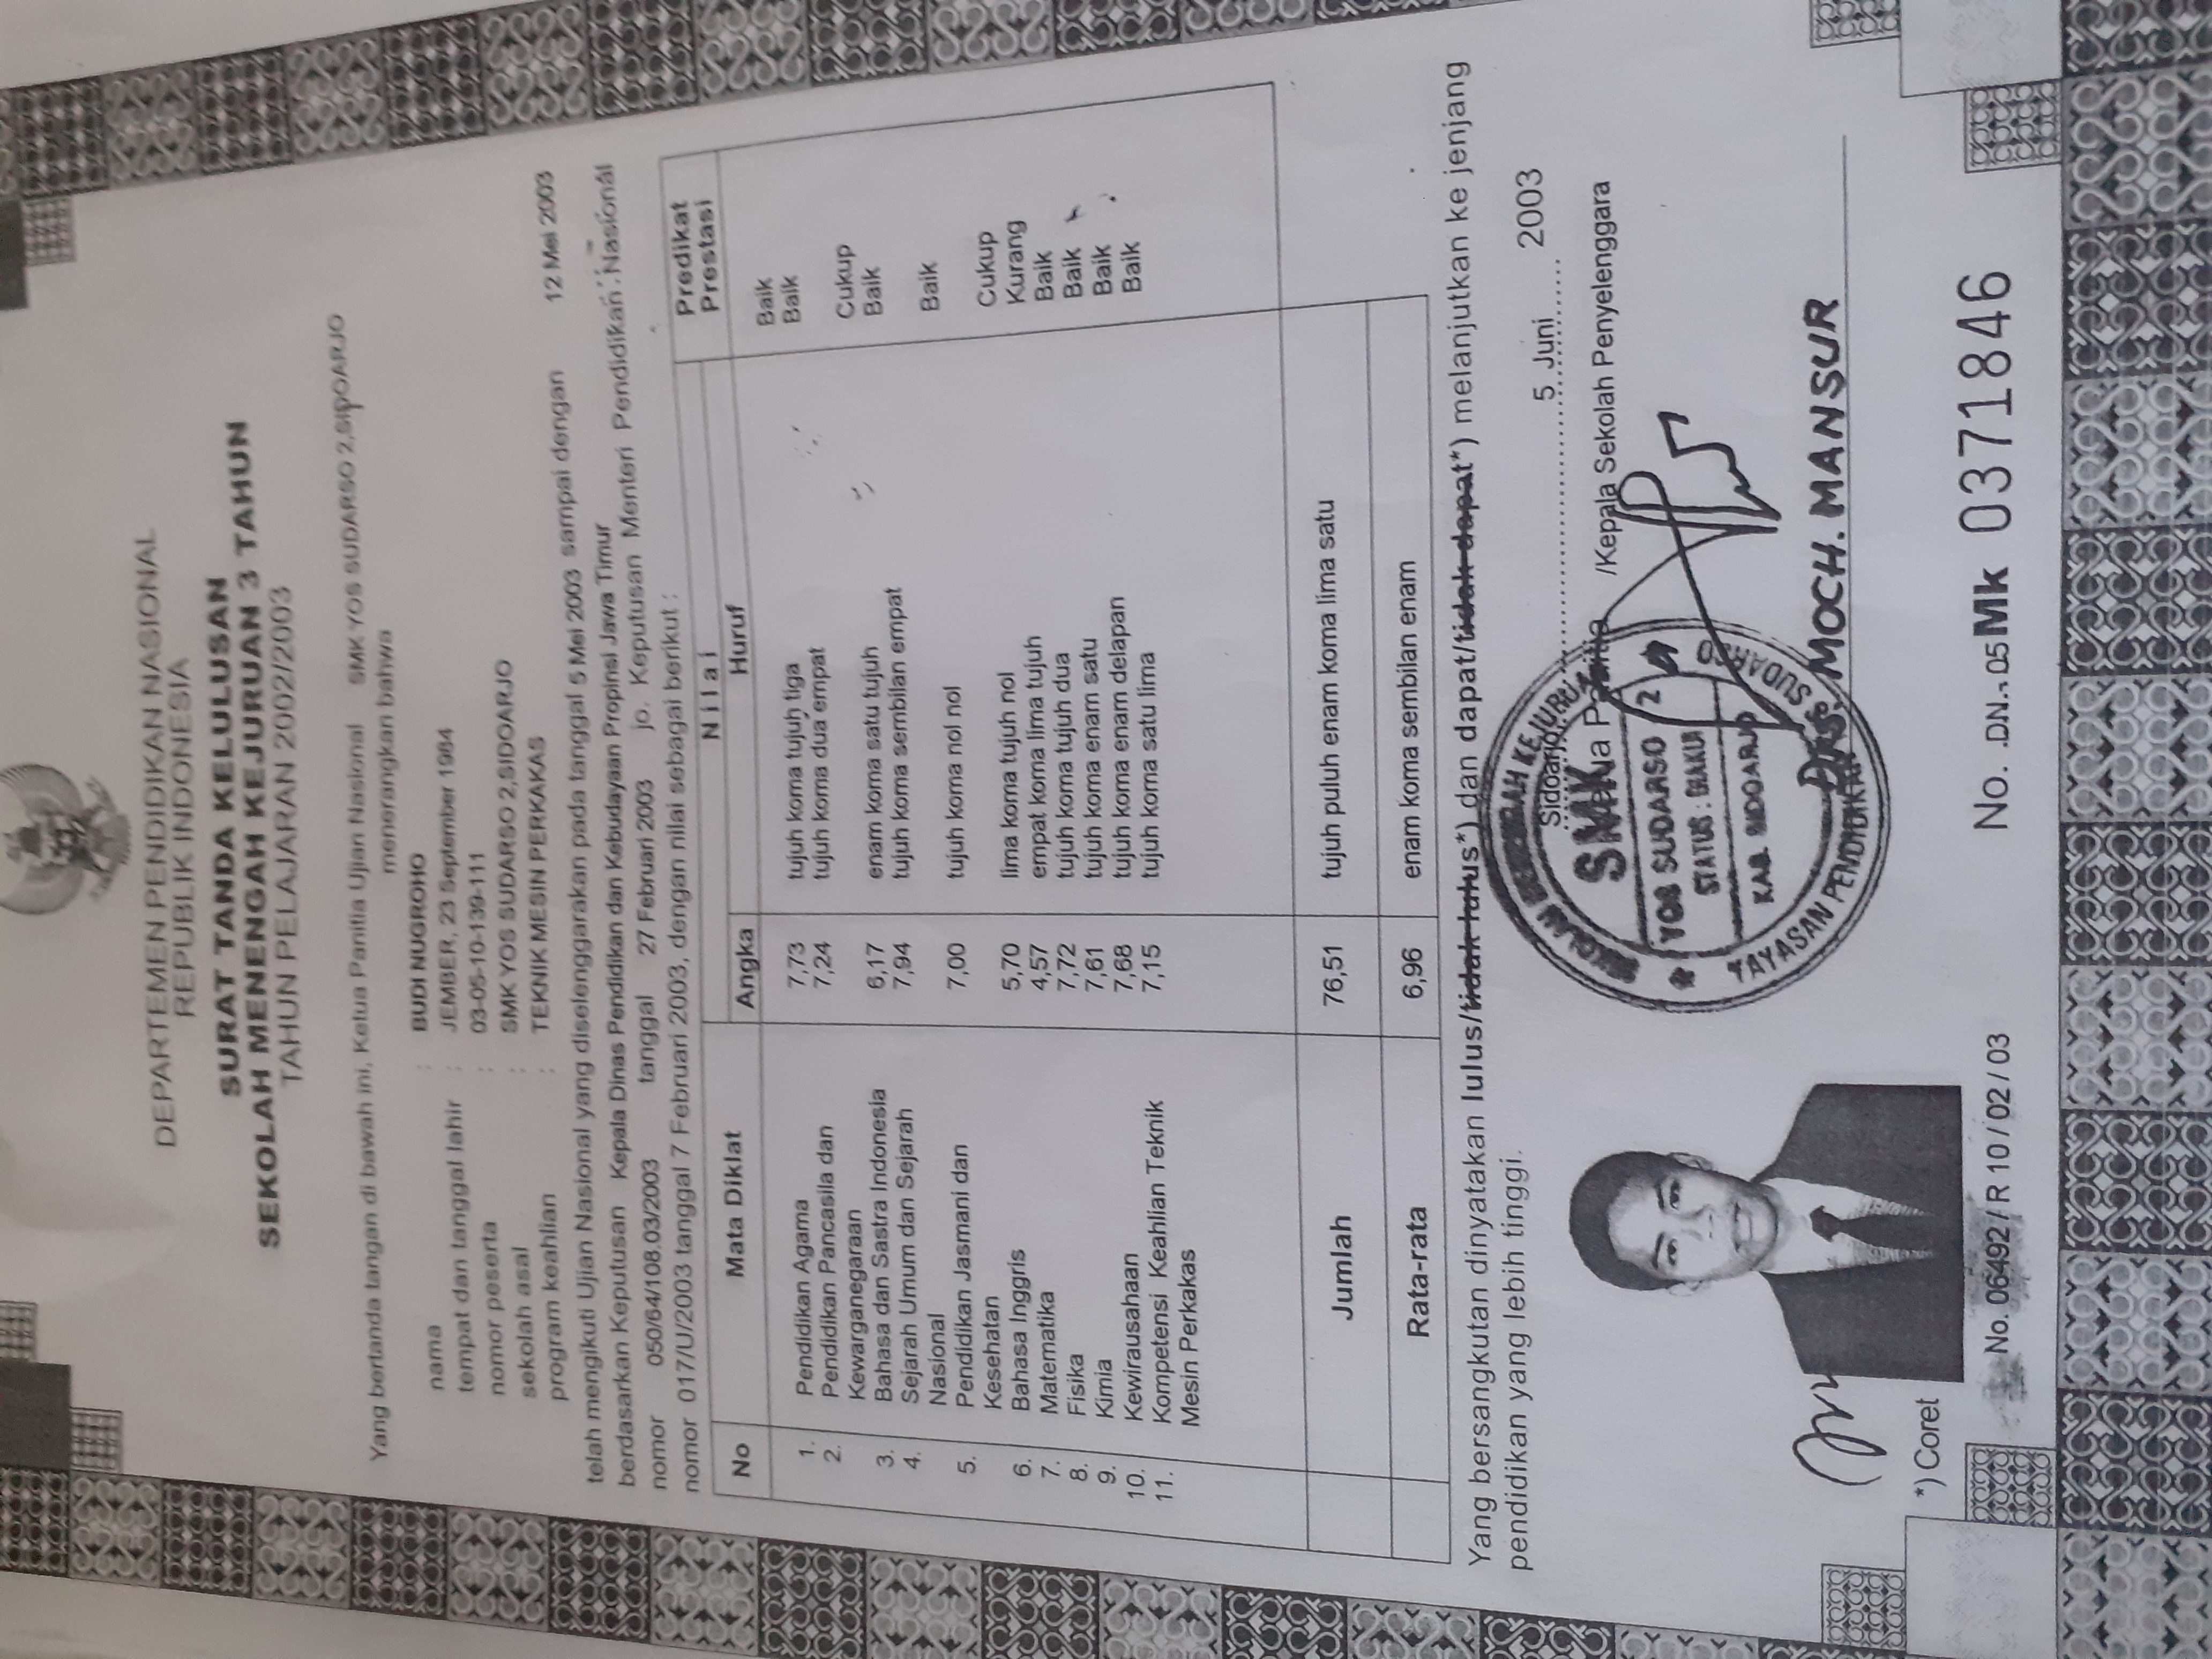 DEPARTEMEN PENDIDIKAN NASIONAL
REPUBLIK INDONESIA
SURAT TANDA KELULUSAN
SEKOLAH MENENGAH KEJURUAN 3 TAHUN
TAHUN PELAJARAN 2002/2003
Yang bertanda tangan di bawah ini, Ketua Panitia Ujian Nasional SMK YOS SUDARSO 2,SIDOARJO
menerangkan bahwa
nama : BUDI NUGROHO
tempat dan tanggal lahir : JEMBER, 23 September 1984
nomor peserta : 03-05-10-139-111
sekolah asal : SMK YOS SUDARSO 2,SIDOARJO
program keahlian : TEKNIK MESIN PERKAKAS
telah mengikuti Ujian Nasional yang diselenggarakan pada tanggal 5 Mei 2003 sampai dengan 12 Mei 2003
berdasarkan Keputusan Kepala Dinas Pendidikan dan Kebudayaan Propinsi Jawa Timur
nomor 050/64/108.03/2003 tanggal 27 Februari 2003 jo. Keputusan Menteri Pendidikan Nasional
nomor 017/U/2003 tanggal 7 Februari 2003, dengan nilai sebagai berikut :
No Mata Diklat Nilai Predikat Prestasi
Angka Huruf
1. Pendidikan Agama 7,73 tujuh koma tujuh tiga Baik
2. Pendidikan Pancasila dan 7,24 tujuh koma dua empat Baik
Kewarganegaraan
3. Bahasa dan Sastra Indonesia 6,17 enam koma satu tujuh Cukup
4. Sejarah Umum dan Sejarah 7,94 tujuh koma sembilan empat Baik
Nasional
5. Pendidikan Jasmani dan 7,00 tujuh koma nol nol Baik
Kesehatan
6. Bahasa Inggris 5,70 lima koma tujuh nol Cukup
7. Matematika 4,57 empat koma lima tujuh Kurang
8. Fisika 7,72 tujuh koma tujuh dua Baik
9. Kimia 7,61 tujuh koma enam satu Baik
10. Kewirausahaan 7,68 tujuh koma enam delapan Baik
11. Kompetensi Keahlian Teknik 7,15 tujuh koma satu lima Baik
Mesin Perkakas
Jumlah 76,51 tujuh puluh enam koma lima satu
Rata-rata 6,96 enam koma sembilan enam
Yang bersangkutan dinyatakan lulus/tidak lulus*) dan dapat/tidak dapat*) melanjutkan ke jenjang
pendidikan yang lebih tinggi.
Sidoarjo, 5 Juni 2003
Ketua Panitia /Kepala Sekolah Penyelenggara
SEKOLAH MENENGAH KEJURUAN
SMK
YOS SUDARSO 2
STATUS : DIAKUI
KAB. SIDOARJO
YAYASAN PENDIDIKAN YOS SUDARSO
DRS. MOCH. MANSUR
*) Coret
No. 06492 / R 10 / 02 / 03
No. .DN.-.05 Mk 0371846